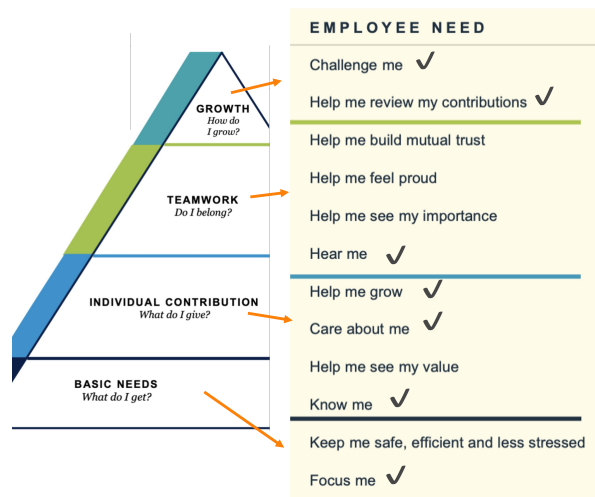 EMPLOYEE NEED
Challenge me
Help me review my contributions
Help me build mutual trust
Help me feel proud
Help me see my importance
Hear me
Help me grow
Care about me
Help me see my value
Know me
Keep me safe, efficient and less stressed
Focus me
GROWTH
How do
I grow?
TEAMWORK
Do I belong?
INDIVIDUAL CONTRIBUTION
What do I give?
BASIC NEEDS
What do I get?